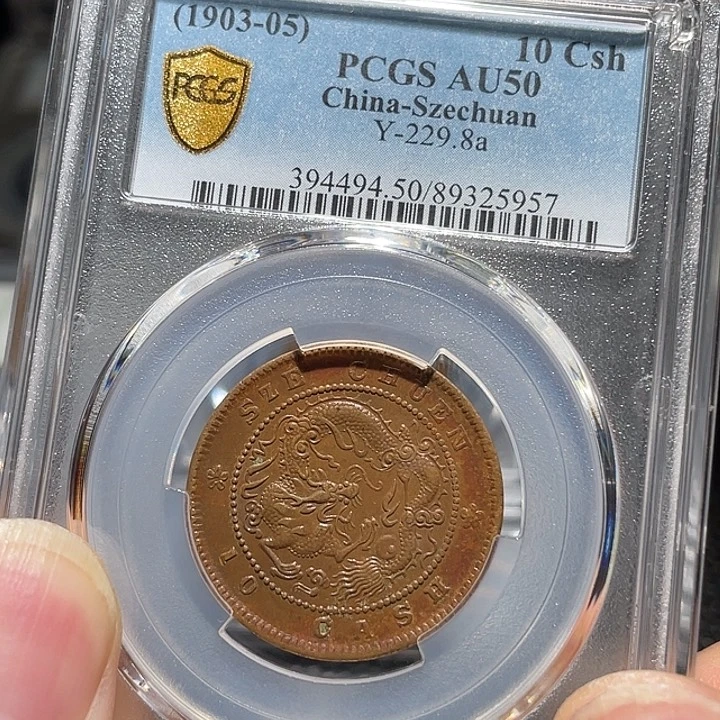 (1903-05)
10 Csh
PCGS
PCGS AU50
China-Szechuan
Y-229.8a
394494.50/89325957
SZE CHUEN
10 CASH